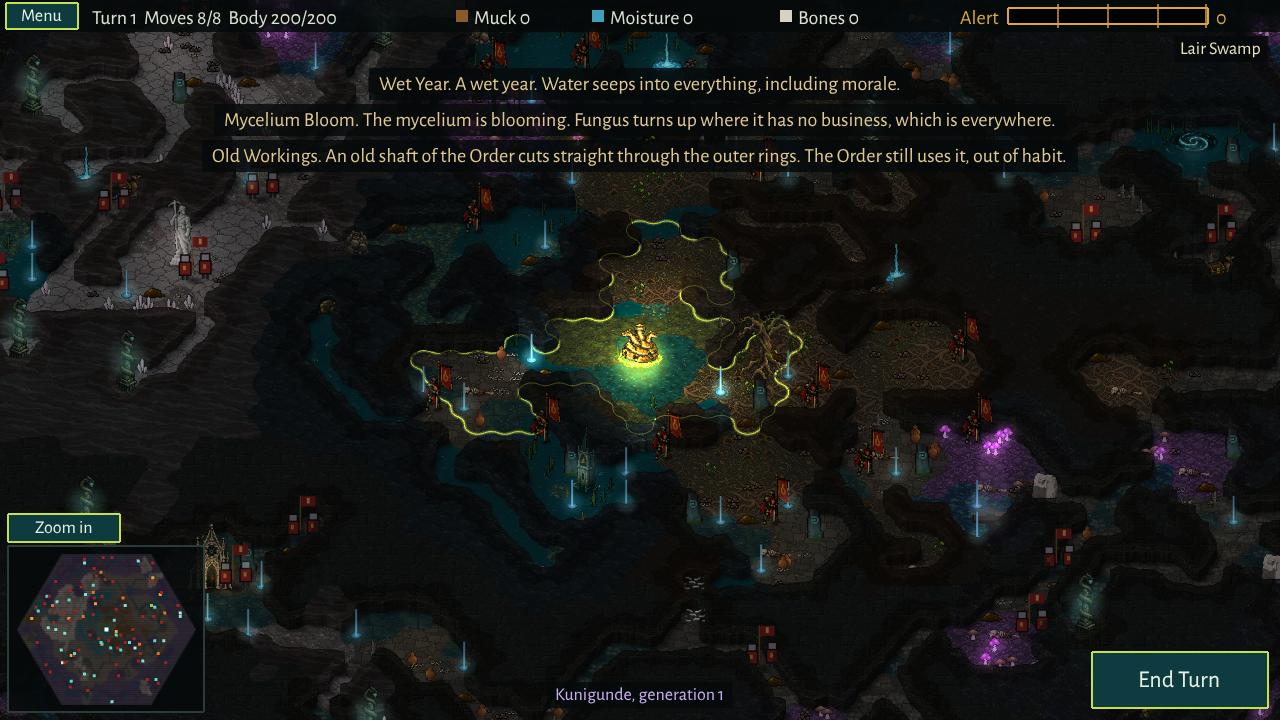 Menu
Turn 1 Moves 8/8 Body 200/200
Muck 0
Moisture 0
Bones 0
Alert
0
Lair Swamp
Wet Year. A wet year. Water seeps into everything, including morale.
Mycelium Bloom. The mycelium is blooming. Fungus turns up where it has no business, which is everywhere.
Old Workings. An old shaft of the Order cuts straight through the outer rings. The Order still uses it, out of habit.
Zoom in
End Turn
Kunigunde, generation 1